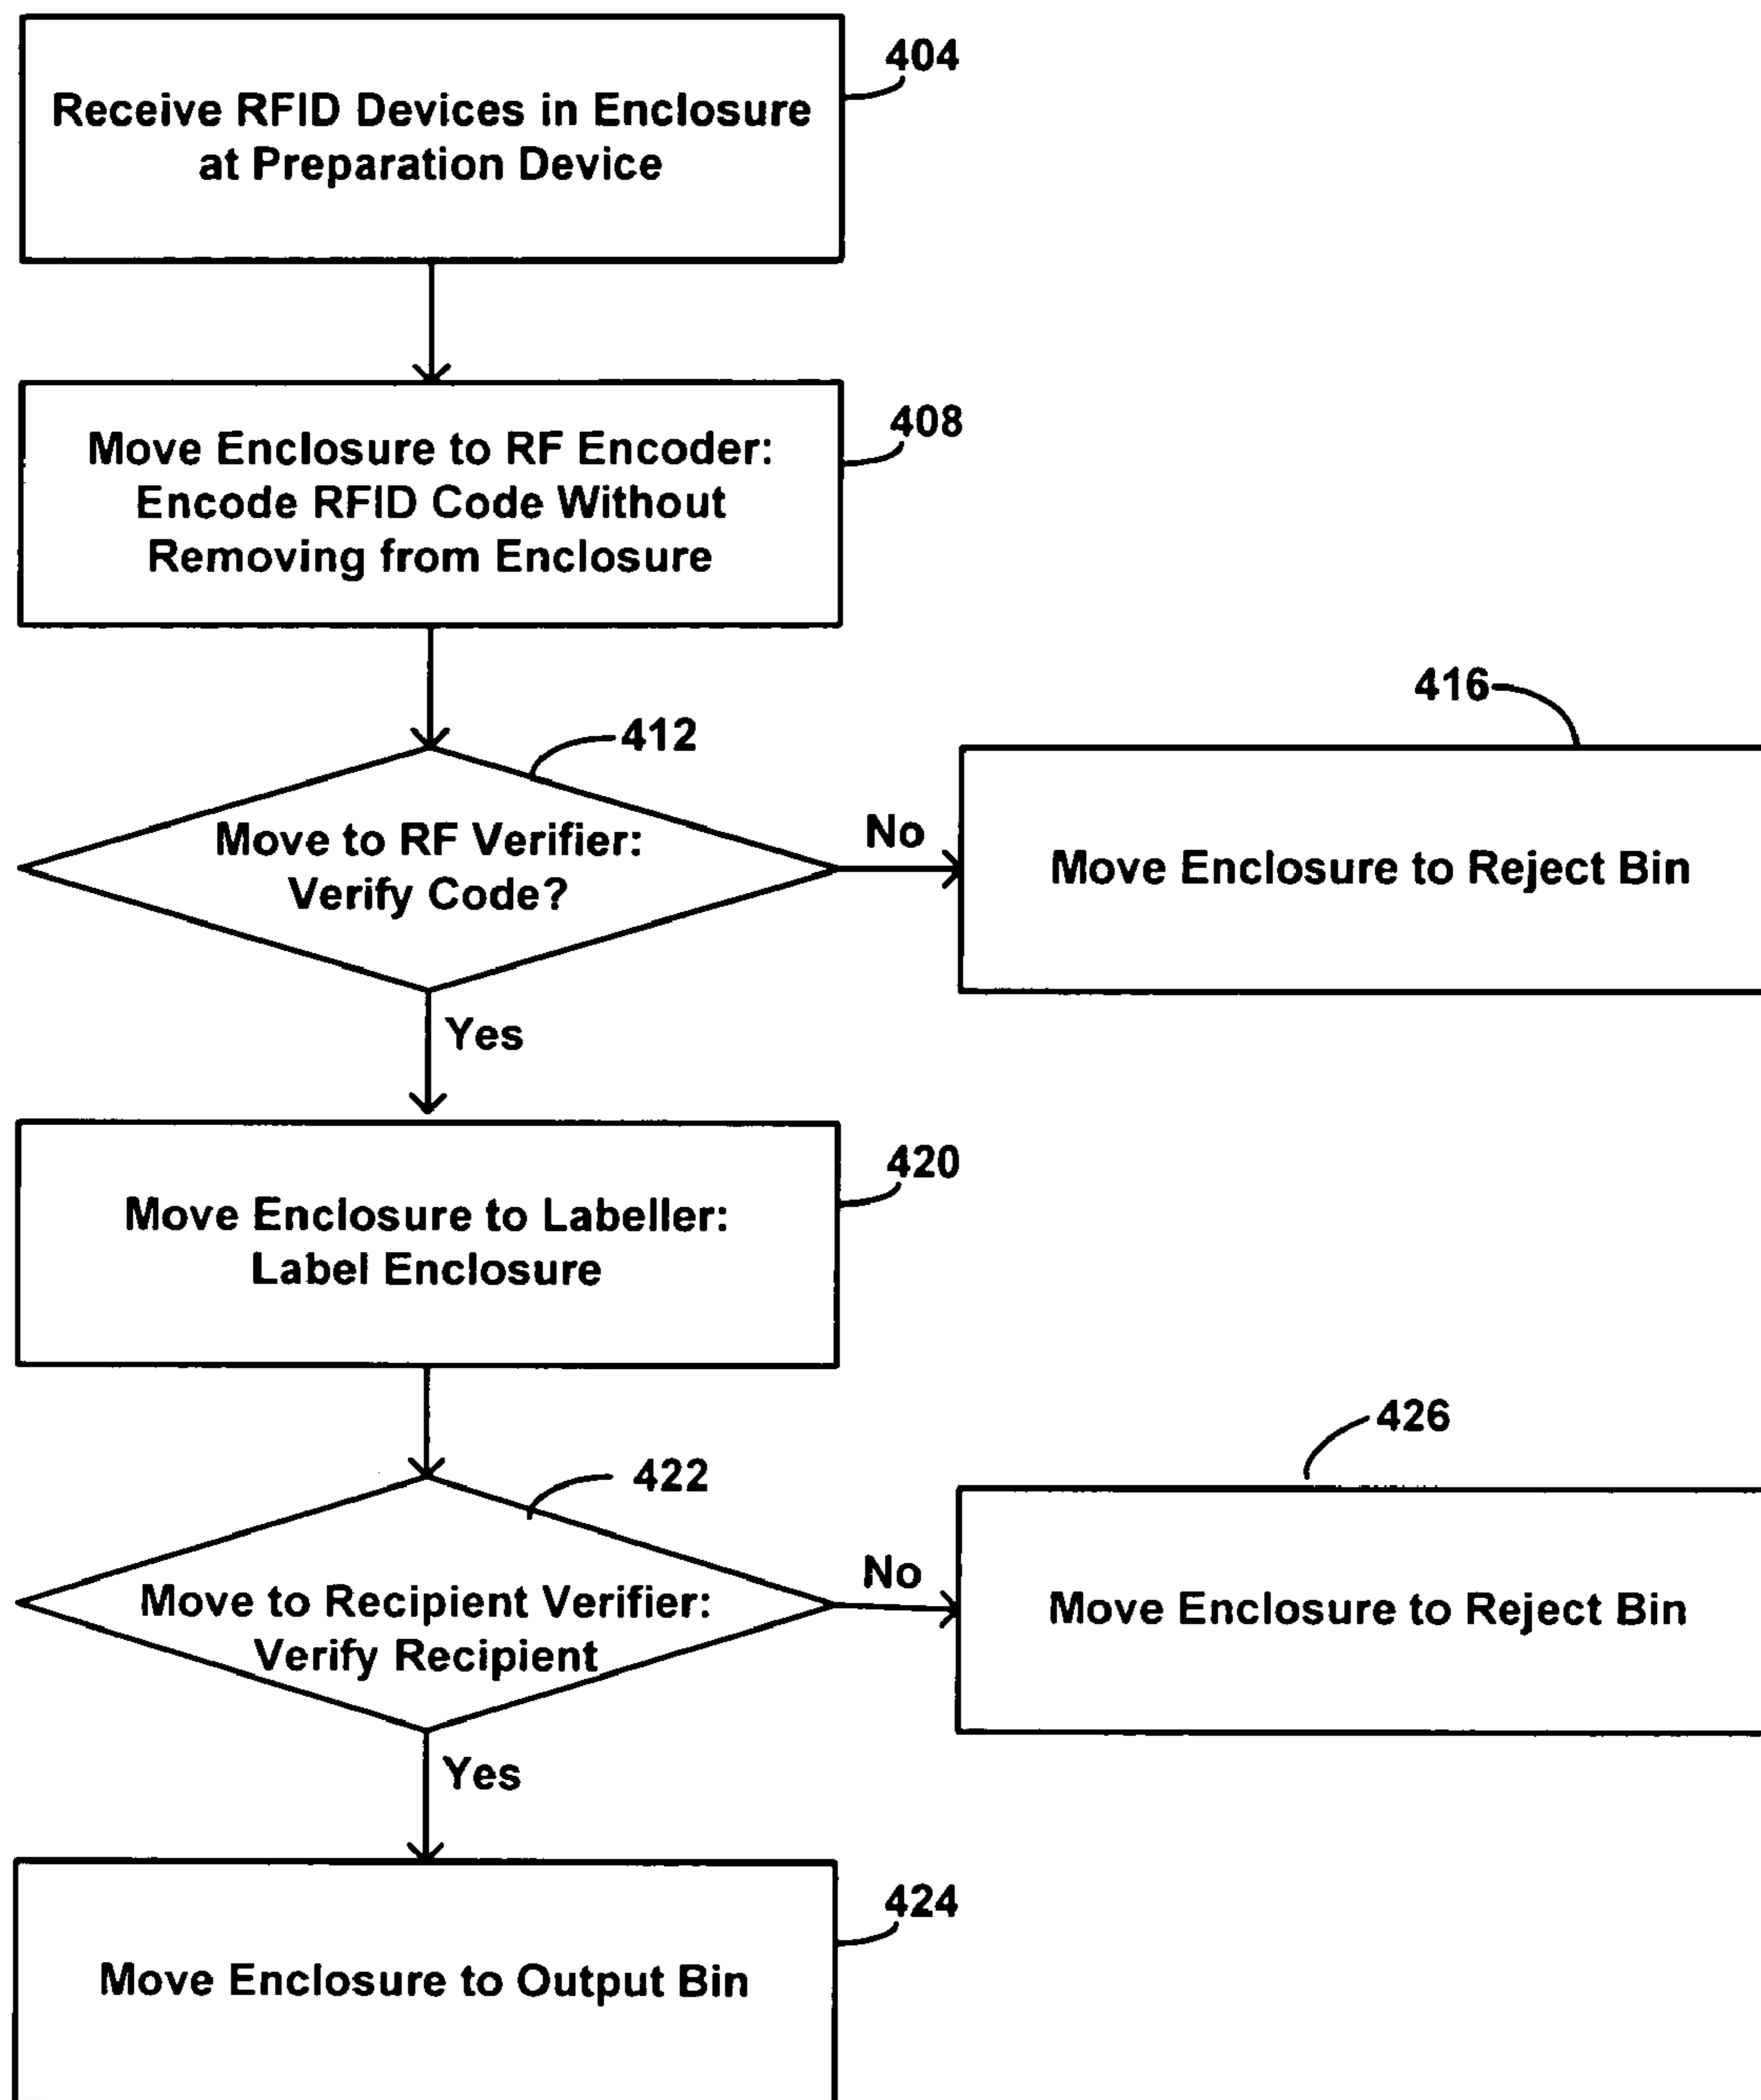 404
Receive RFID Devices in Enclosure
at Preparation Device
408
Move Enclosure to RF Encoder:
Encode RFID Code Without
Removing from Enclosure
416
412
Move to RF Verifier:
Verify Code?
No
Move Enclosure to Reject Bin
Yes
420
Move Enclosure to Labeller:
Label Enclosure
426
422
Move to Recipient Verifier:
Verify Recipient
No
Move Enclosure to Reject Bin
Yes
424
Move Enclosure to Output Bin